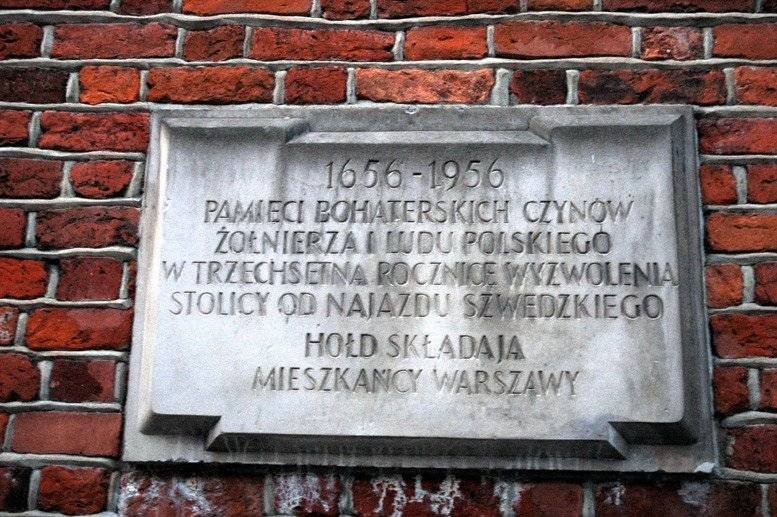 1656-1956
PAMIĘCI BOHATERSKICH CZYNÓW
ŻOŁNIERZA I LUDU POLSKIEGO
W TRZECHSETNĄ ROCZNICĘ WYZWOLENIA
STOLICY OD NAJAZDU SZWEDZKIEGO
HOŁD SKŁADAJĄ
MIESZKAŃCY WARSZAWY